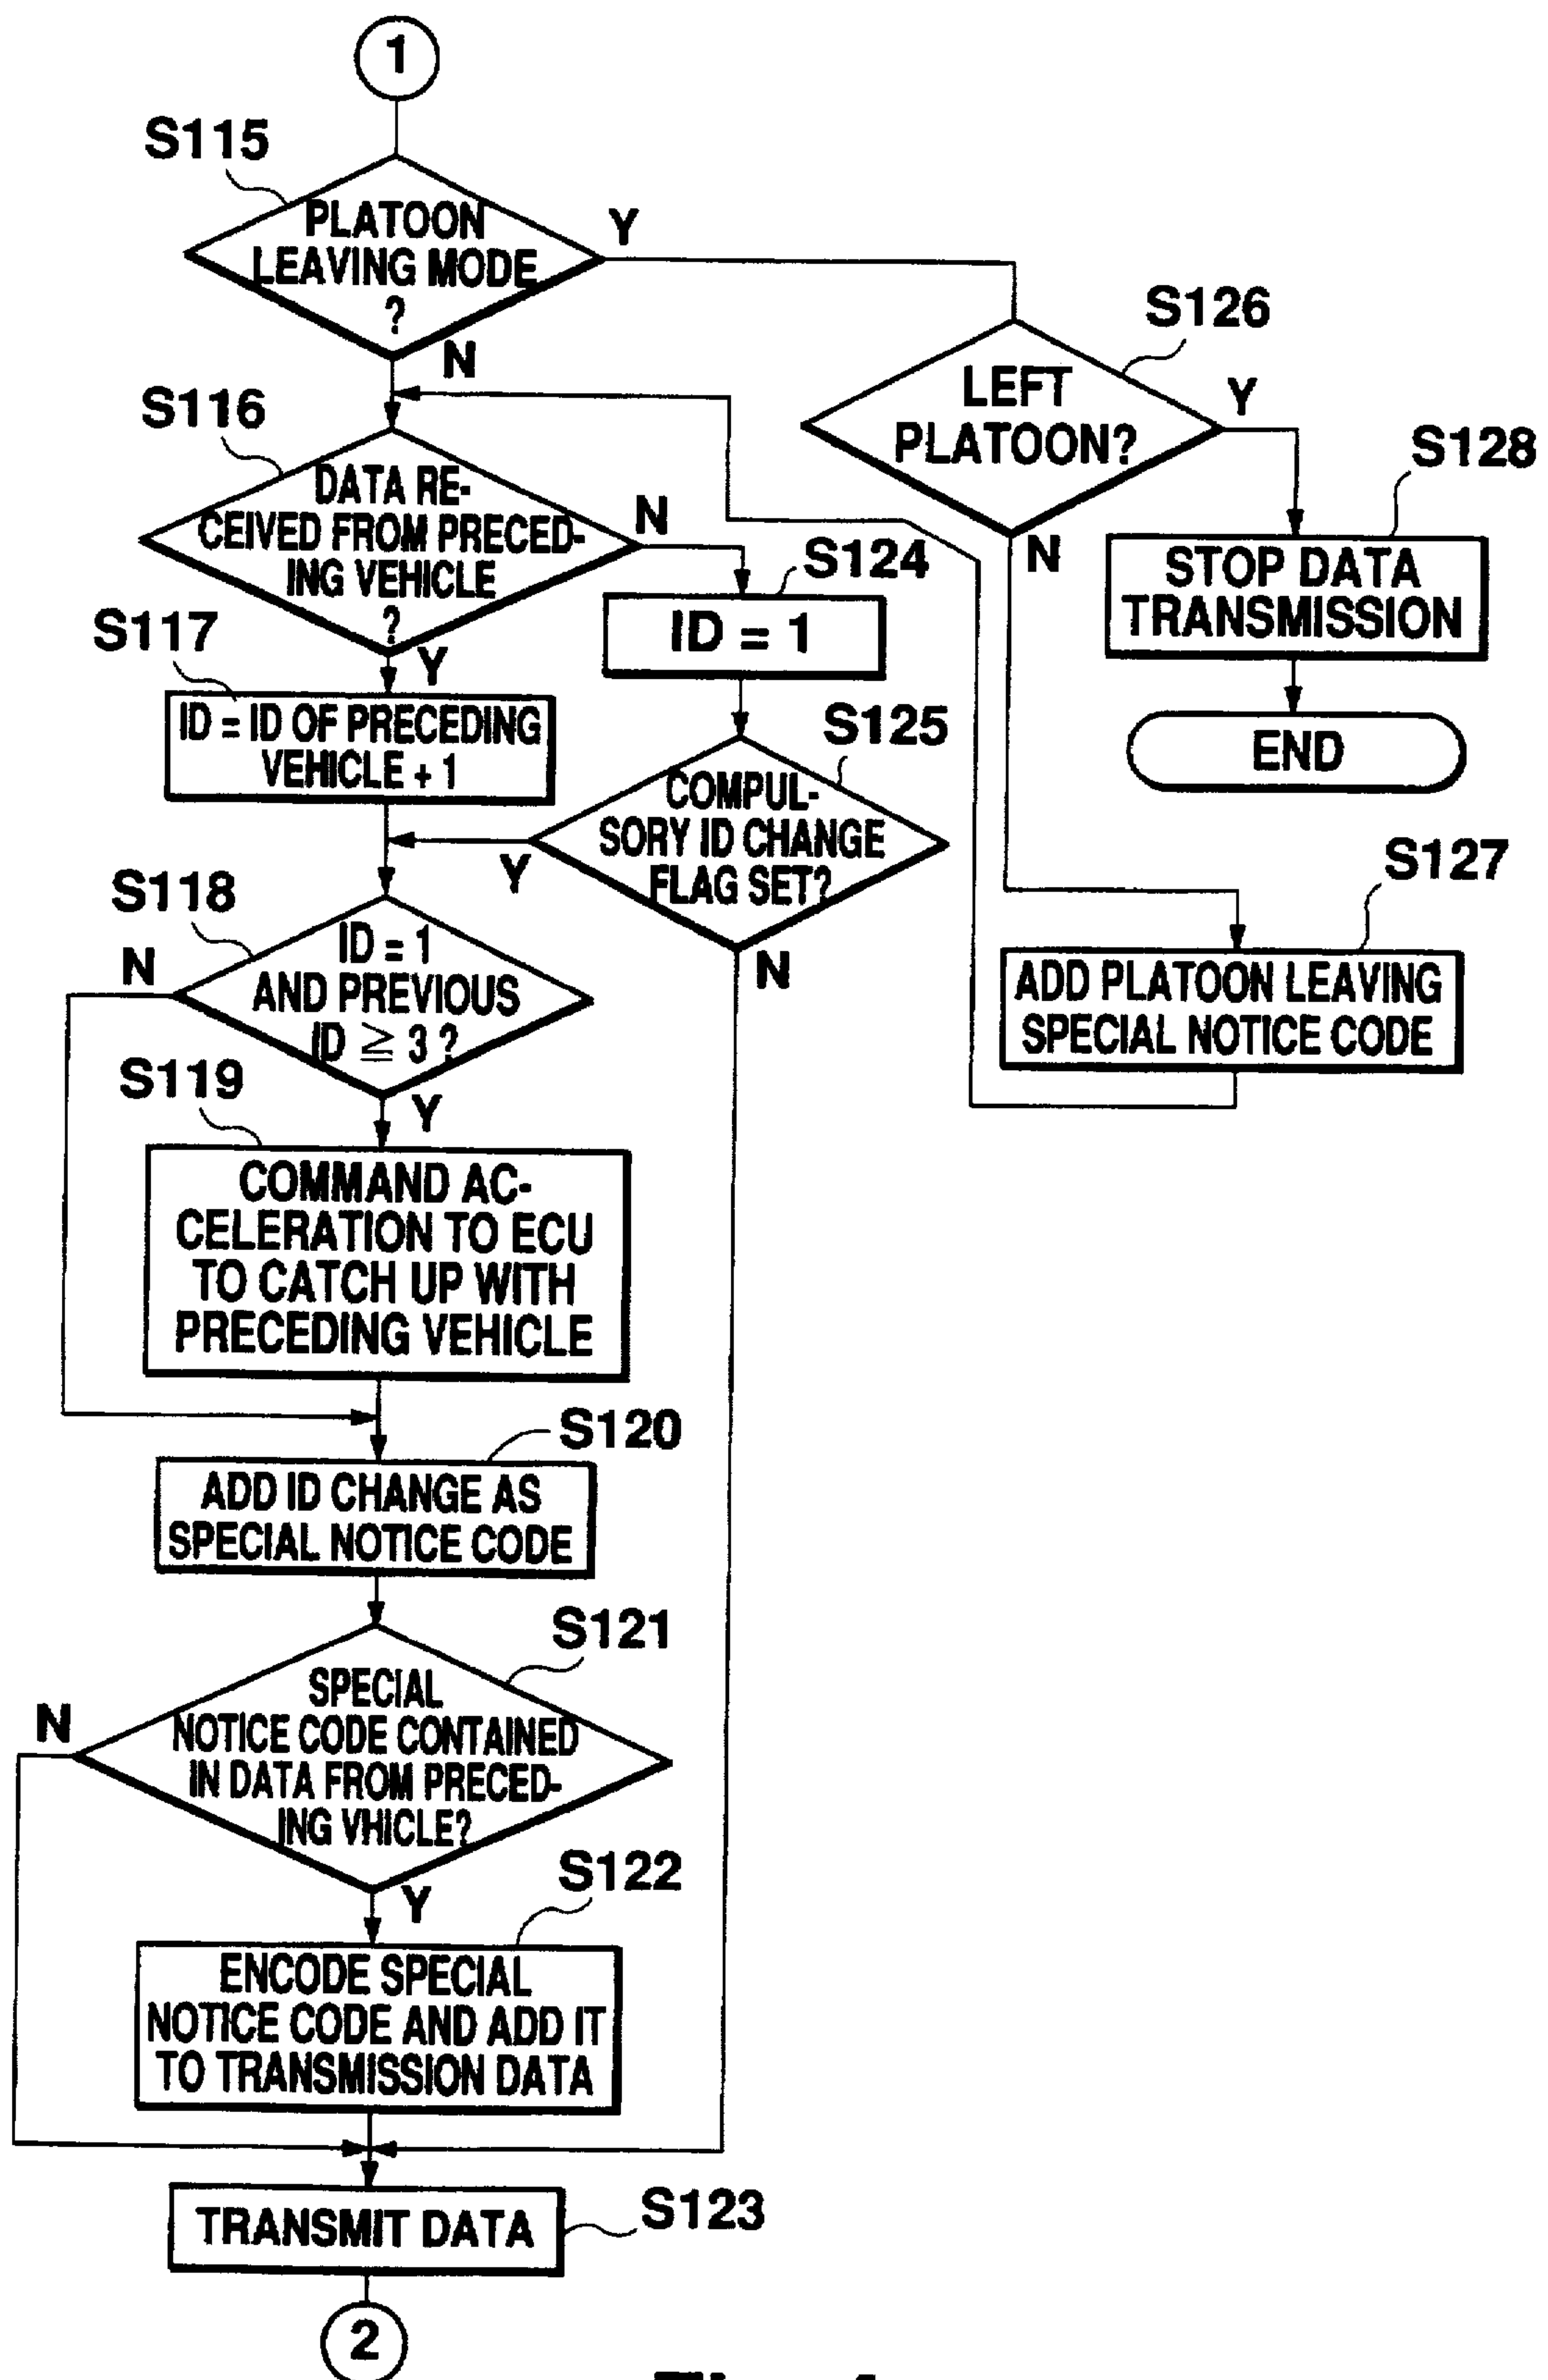 1
S115
PLATOON
LEAVING MODE
?
Y
N
S126
LEFT
PLATOON?
Y
N
S128
STOP DATA
TRANSMISSION
END
S127
ADD PLATOON LEAVING
SPECIAL NOTICE CODE
S116
DATA RE-
CEIVED FROM PRECED-
ING VEHICLE
?
N
Y
S124
ID = 1
S117
ID = ID OF PRECEDING
VEHICLE + 1
S125
COMPUL-
SORY ID CHANGE
FLAG SET?
Y
N
S118
ID = 1
AND PREVIOUS
ID ≧ 3 ?
N
Y
S119
COMMAND AC-
CELERATION TO ECU
TO CATCH UP WITH
PRECEDING VEHICLE
S120
ADD ID CHANGE AS
SPECIAL NOTICE CODE
S121
SPECIAL
NOTICE CODE CONTAINED
IN DATA FROM PRECED-
ING VHICLE?
N
Y
S122
ENCODE SPECIAL
NOTICE CODE AND ADD IT
TO TRANSMISSION DATA
S123
TRANSMIT DATA
2